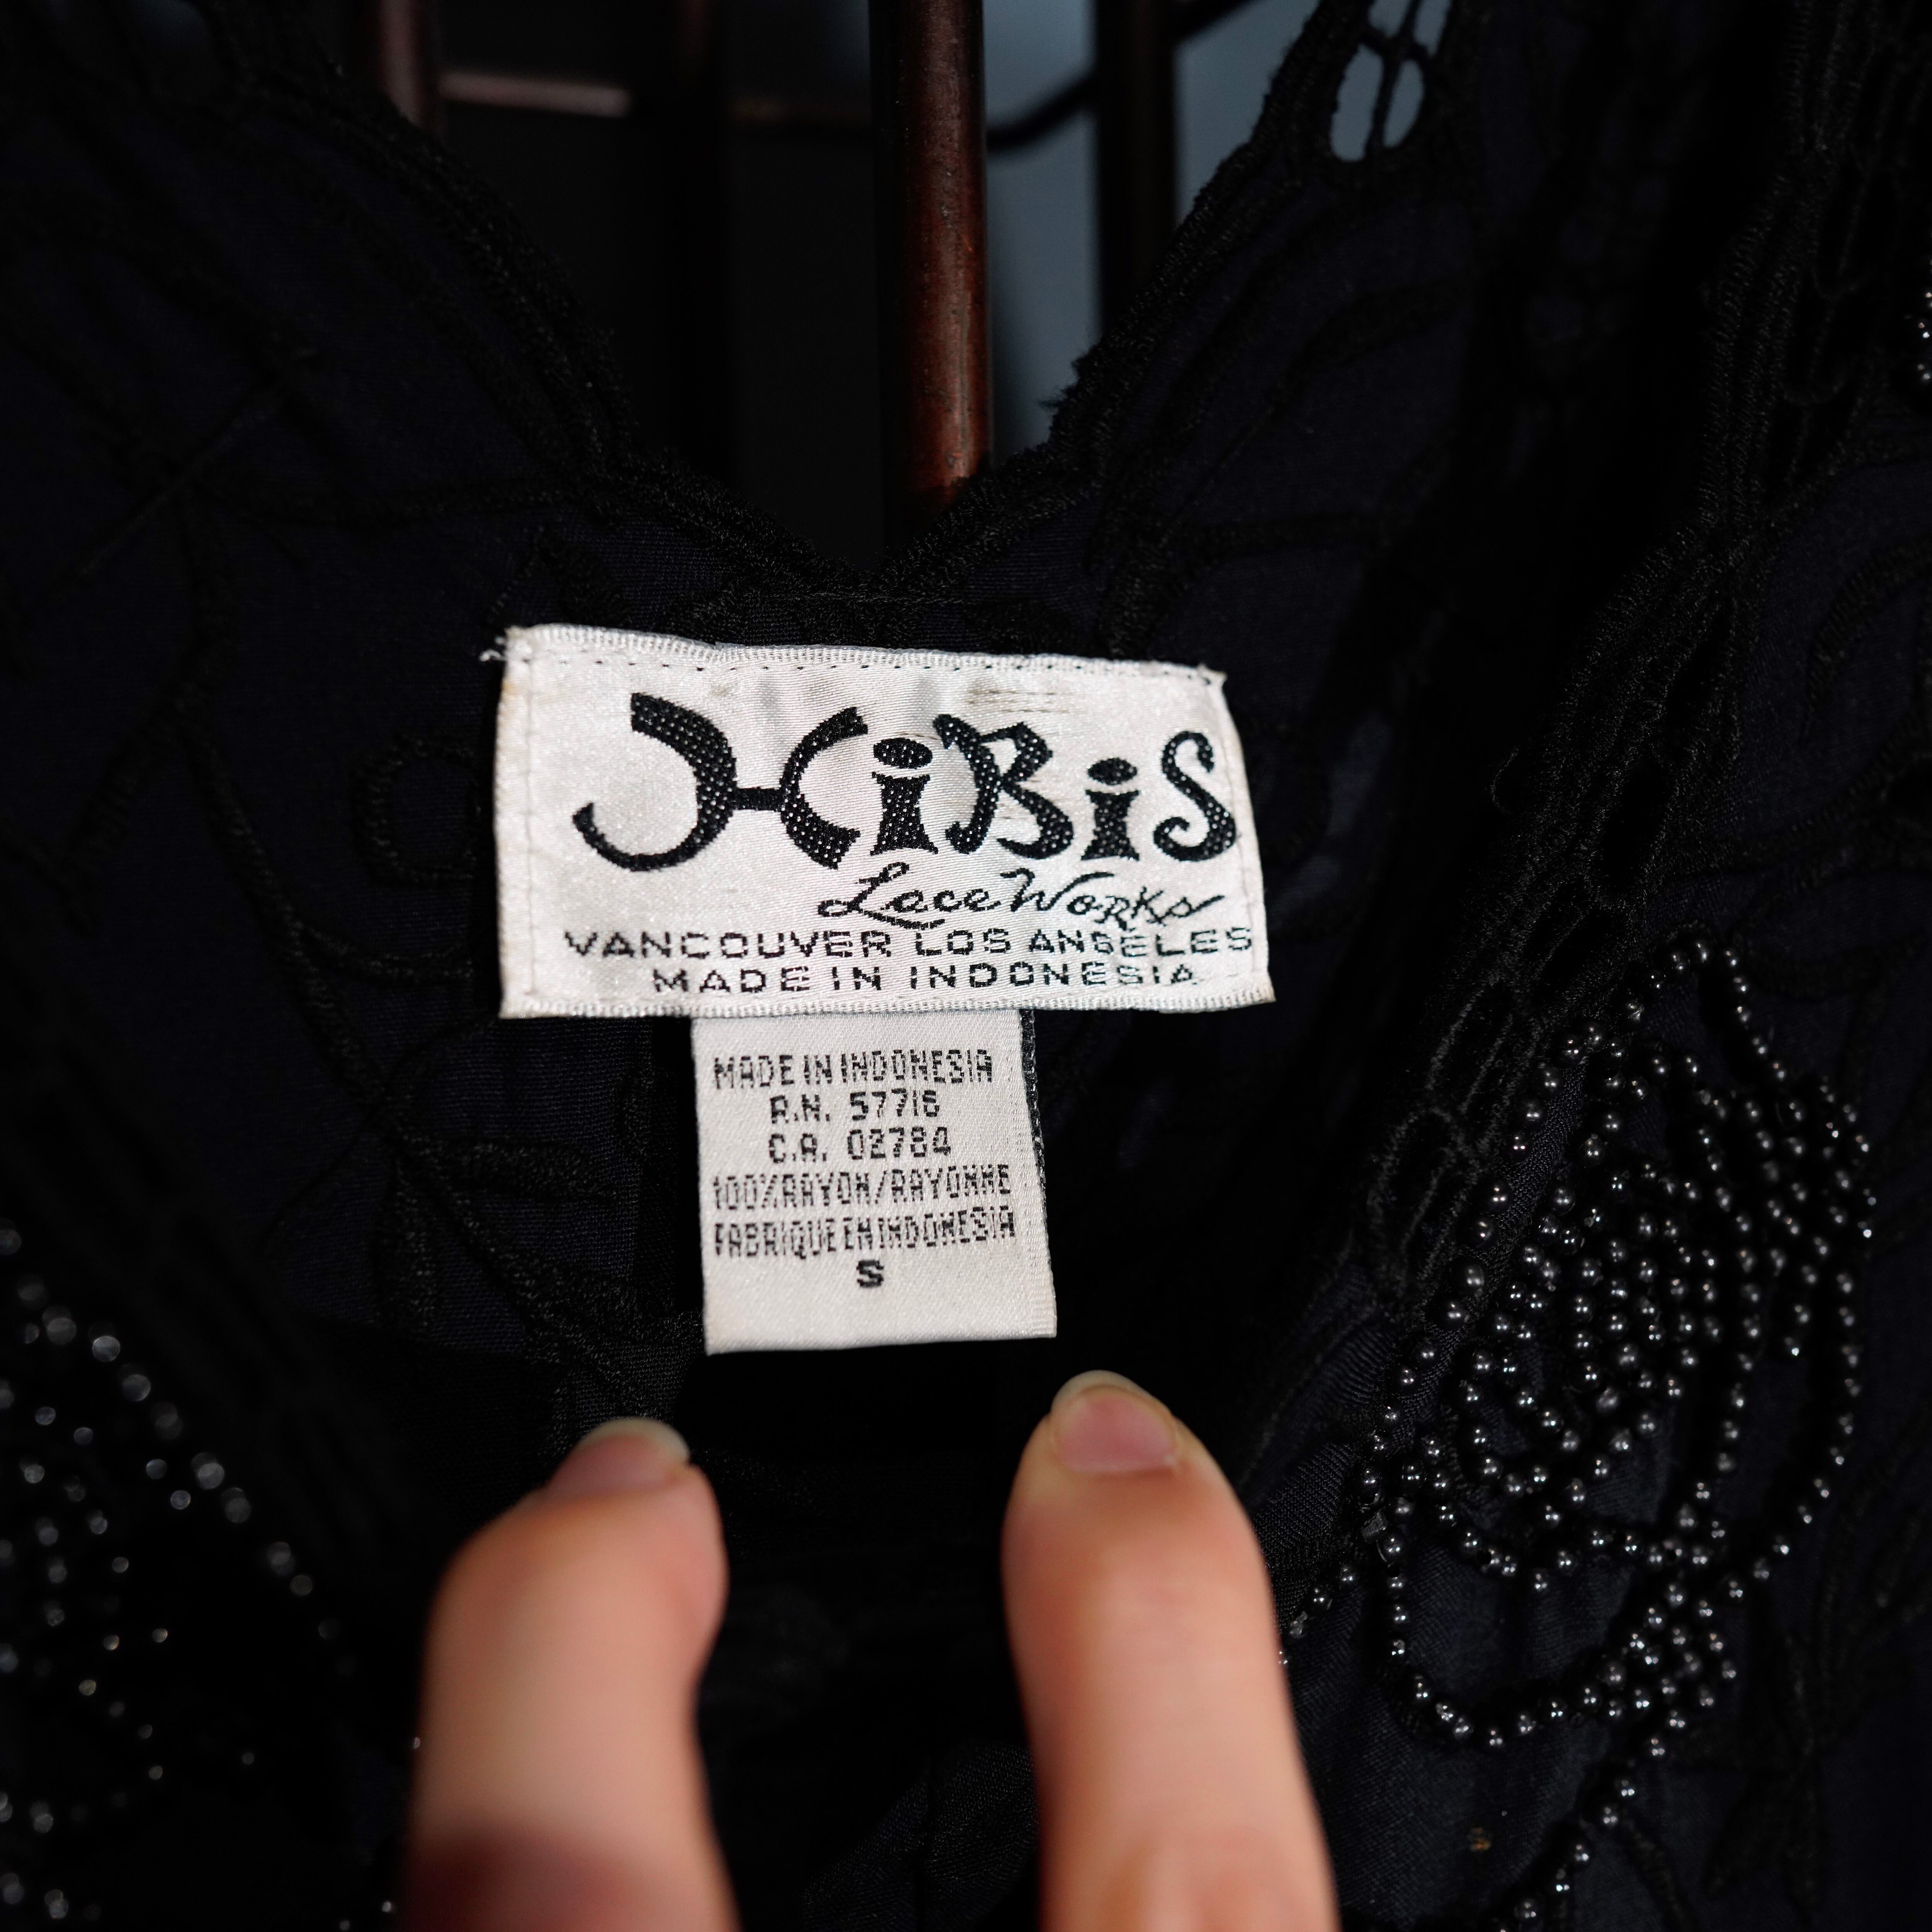 HiBiS
Lace Works
VANCOUVER LOS ANGELES
MADE IN INDONESIA
MADE IN INDONESIA
R.N. 57716
C.A. 02784
100% RAYON/RAYONNE
FABRIQUE EN INDONESIA
S